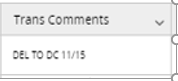 Trans Comments
DEL TO DC 11/15